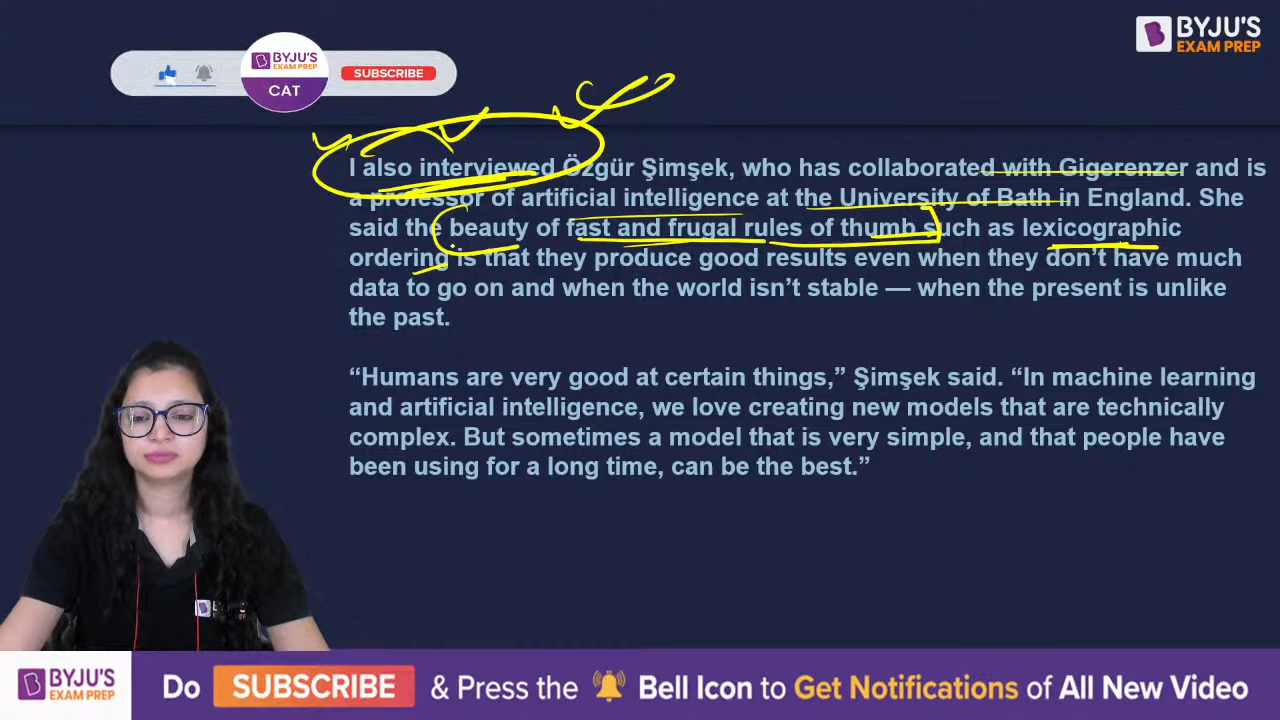 BYJU'S
EXAM PREP
BYJU'S
EXAM PREP
CAT
SUBSCRIBE
I also interviewed Özgür Şimşek, who has collaborated with Gigerenzer and is
a professor of artificial intelligence at the University of Bath in England. She
said the beauty of fast and frugal rules of thumb such as lexicographic
ordering is that they produce good results even when they don't have much
data to go on and when the world isn't stable — when the present is unlike
the past.
“Humans are very good at certain things,” Şimşek said. “In machine learning
and artificial intelligence, we love creating new models that are technically
complex. But sometimes a model that is very simple, and that people have
been using for a long time, can be the best.”
BYJU'S
EXAM PREP
Do SUBSCRIBE & Press the Bell Icon to Get Notifications of All New Video